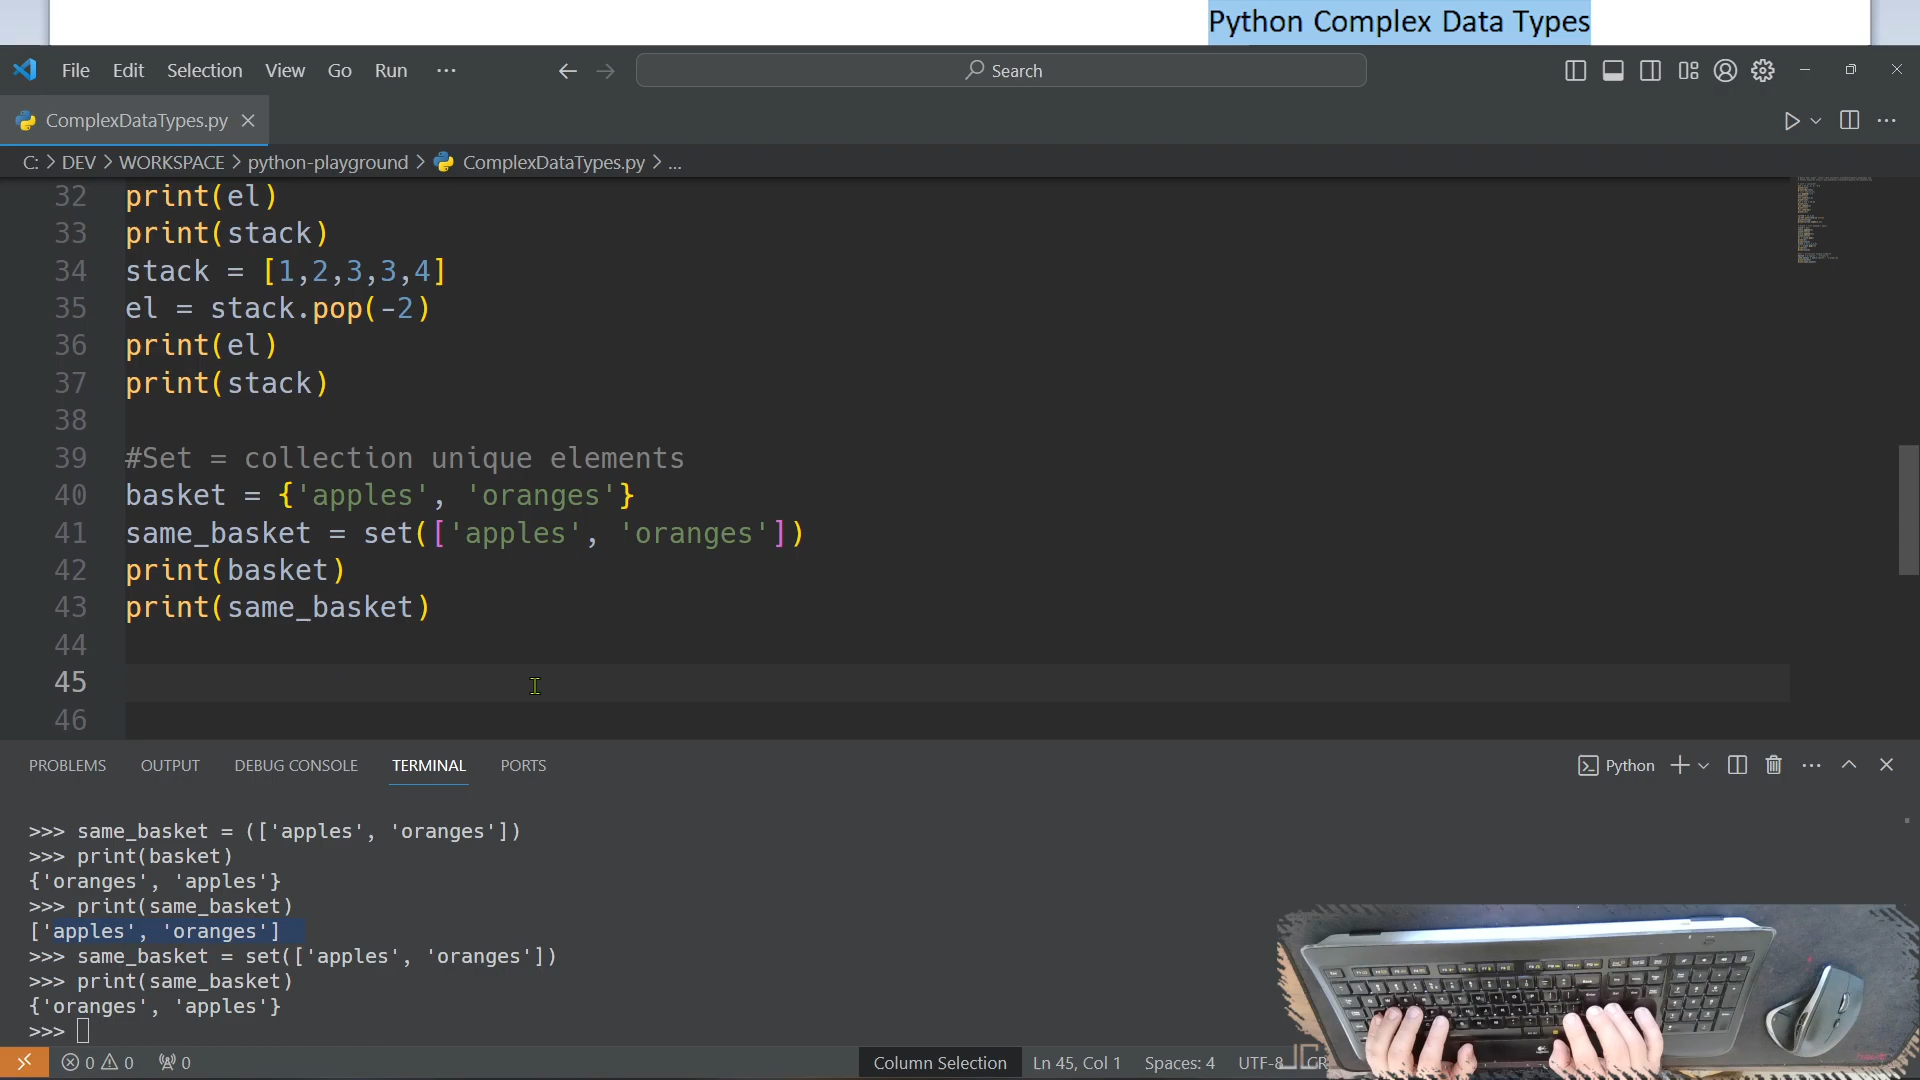 Python Complex Data Types
File Edit Selection View Go Run ... Search
ComplexDataTypes.py
C: > DEV > WORKSPACE > python-playground > ComplexDataTypes.py > ...
32 print(el)
33 print(stack)
34 stack = [1,2,3,3,4]
35 el = stack.pop(-2)
36 print(el)
37 print(stack)
38
39 #Set = collection unique elements
40 basket = {'apples', 'oranges'}
41 same_basket = set(['apples', 'oranges'])
42 print(basket)
43 print(same_basket)
44
45
46
PROBLEMS OUTPUT DEBUG CONSOLE TERMINAL PORTS Python
>>> same_basket = (['apples', 'oranges'])
>>> print(basket)
{'oranges', 'apples'}
>>> print(same_basket)
['apples', 'oranges']
>>> same_basket = set(['apples', 'oranges'])
>>> print(same_basket)
{'oranges', 'apples'}
>>>
0 0 0 Column Selection Ln 45, Col 1 Spaces: 4 UTF-8